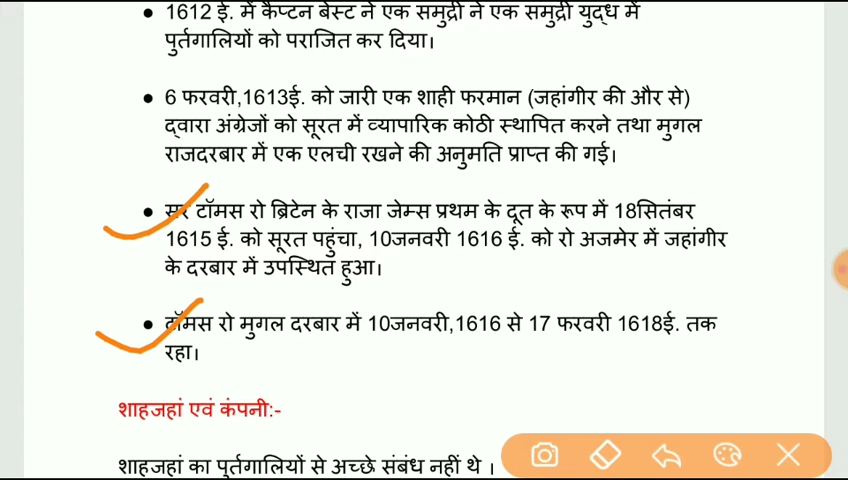 ● 1612 ई. में कैप्टन बेस्ट ने एक समुद्री ने एक समुद्री युद्ध में
पुर्तगालियों को पराजित कर दिया।
● 6 फरवरी,1613ई. को जारी एक शाही फरमान (जहांगीर की और से)
द्वारा अंग्रेजों को सूरत में व्यापारिक कोठी स्थापित करने तथा मुगल
राजदरबार में एक एलची रखने की अनुमति प्राप्त की गई।
● सर टॉमस रो ब्रिटेन के राजा जेम्स प्रथम के दूत के रूप में 18सितंबर
1615 ई. को सूरत पहुंचा, 10जनवरी 1616 ई. को रो अजमेर में जहांगीर
के दरबार में उपस्थित हुआ।
● टॉमस रो मुगल दरबार में 10जनवरी,1616 से 17 फरवरी 1618ई. तक
रहा।
शाहजहां एवं कंपनी:-
शाहजहां का पुर्तगालियों से अच्छे संबंध नहीं थे ।